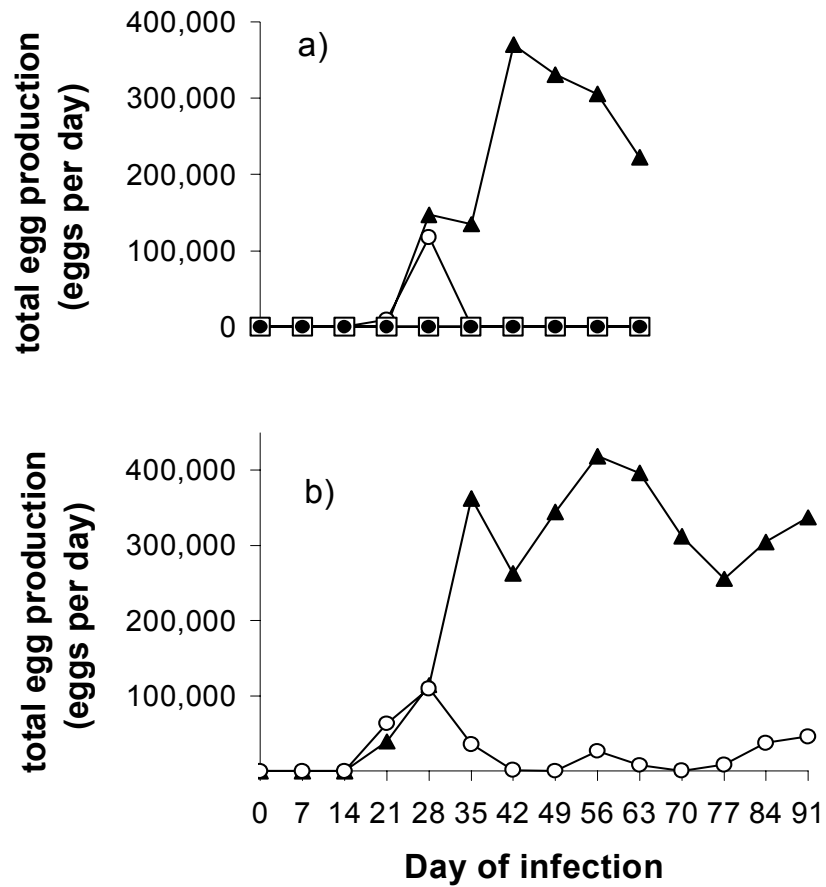 a)
total egg production
(eggs per day)
400,000
300,000
200,000
100,000
0
b)
total egg production
(eggs per day)
400,000
300,000
200,000
100,000
0 7 14 21 28 35 42 49 56 63 70 77 84 91
Day of infection